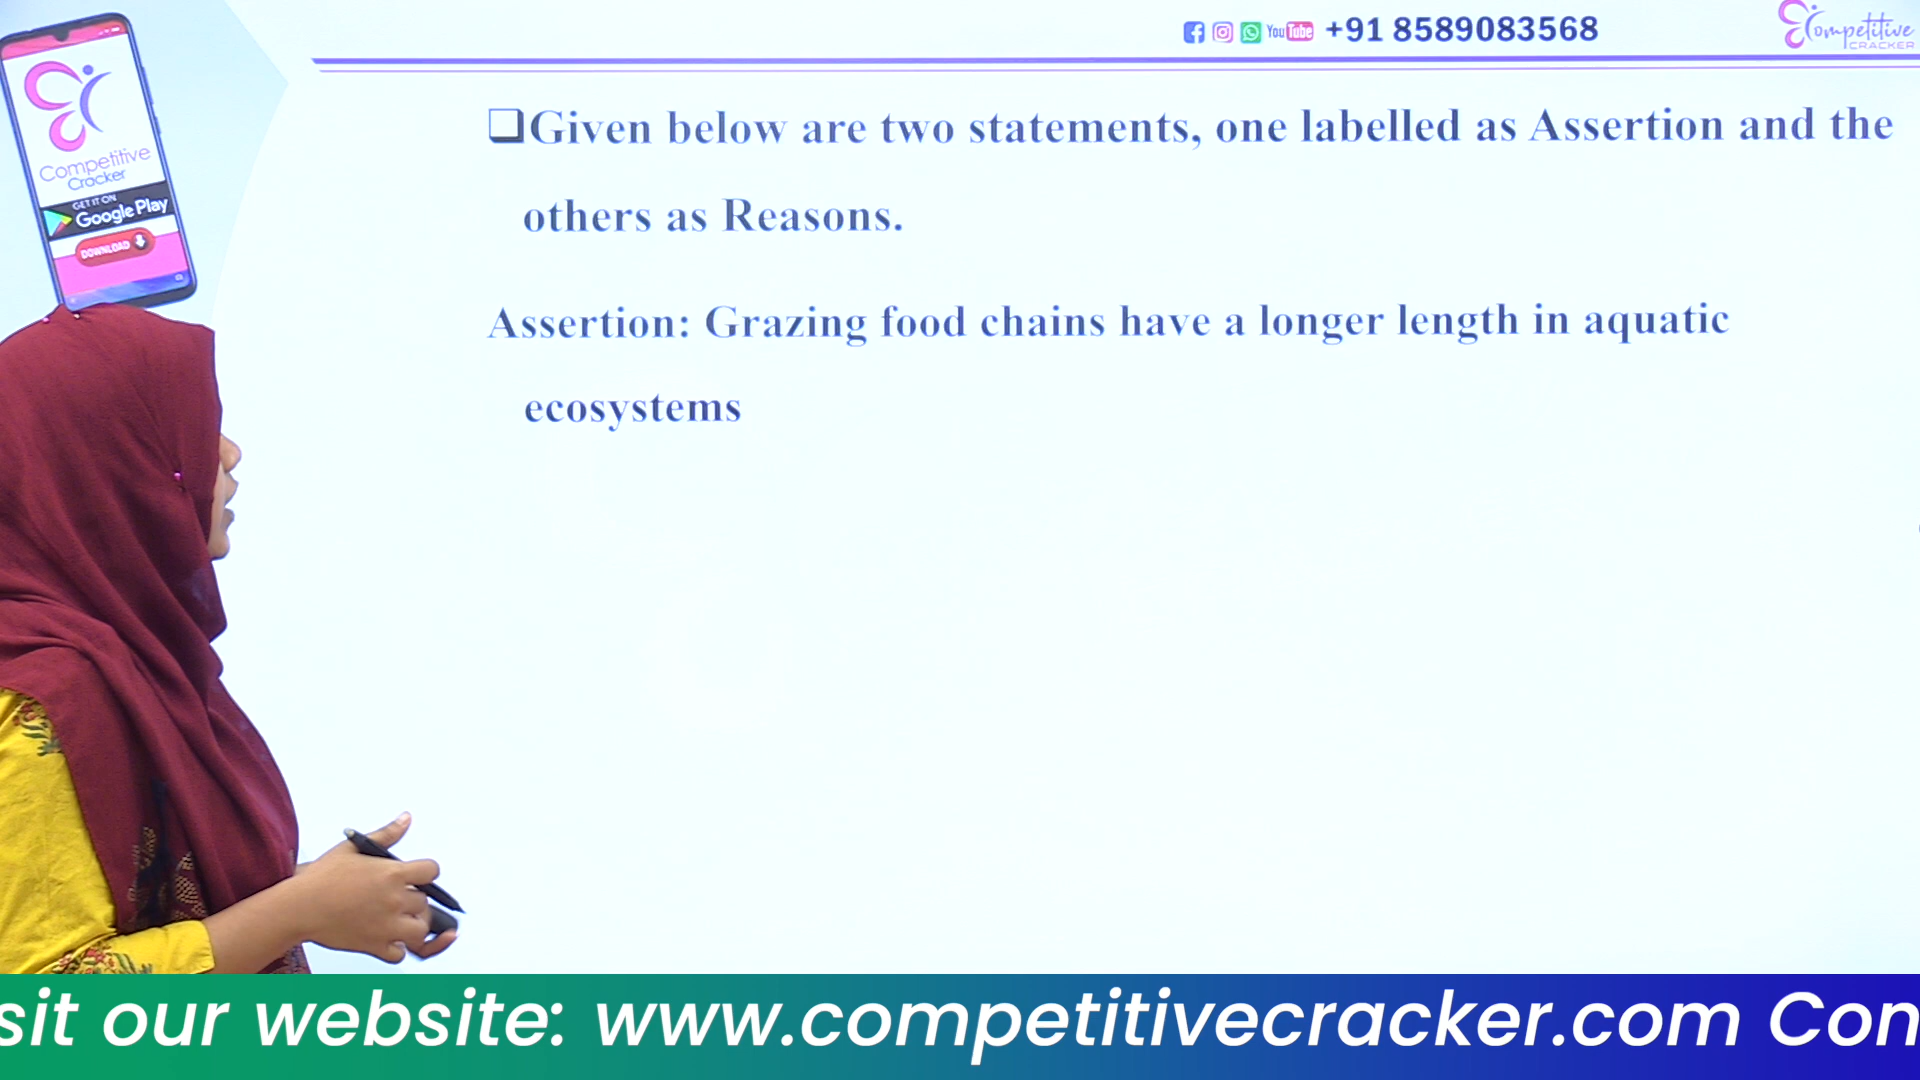 You Tube +91 8589083568
Competitive
CRACKER
Competitive
Cracker
GET IT ON
Google Play
DOWNLOAD
❑Given below are two statements, one labelled as Assertion and the
others as Reasons.
Assertion: Grazing food chains have a longer length in aquatic
ecosystems
sit our website: www.competitivecracker.com Con